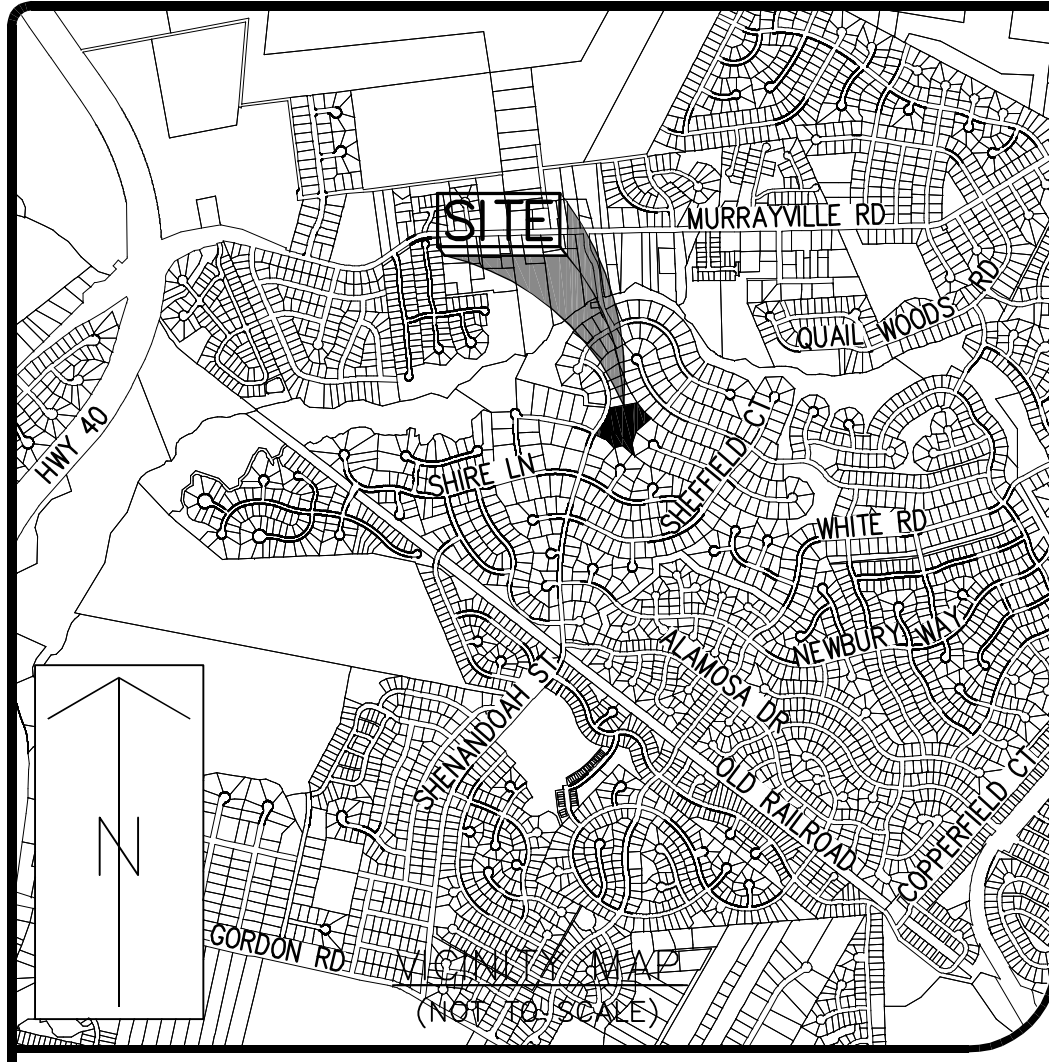 SITE
MURRAYVILLE RD
QUAIL WOODS RD
HWY 40
SHIRE LN
SHEFFIELD CT
WHITE RD
NEWBURY WAY
ALAMOSA DR
SHENANDOAH ST
OLD RAILROAD
COPPERFIELD CT
N
GORDON RD
VICINITY MAP
(NOT TO SCALE)